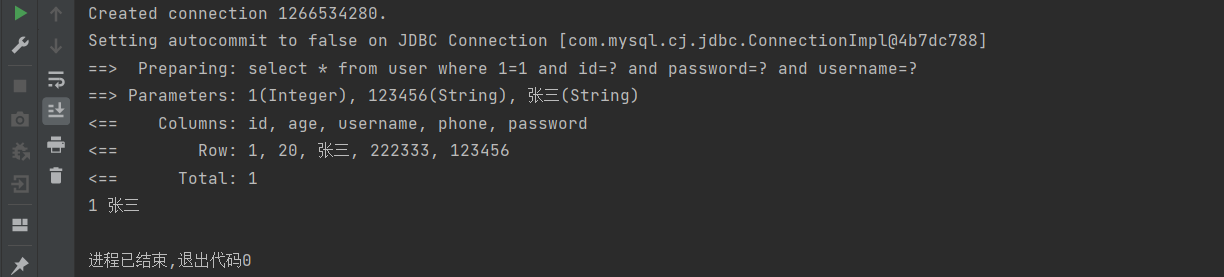 Created connection 1266534280.
Setting autocommit to false on JDBC Connection [com.mysql.cj.jdbc.ConnectionImpl@4b7dc788]
==>  Preparing: select * from user where 1=1 and id=? and password=? and username=?
==> Parameters: 1(Integer), 123456(String), 张三(String)
<==    Columns: id, age, username, phone, password
<==        Row: 1, 20, 张三, 222333, 123456
<==      Total: 1
1 张三
进程已结束,退出代码0